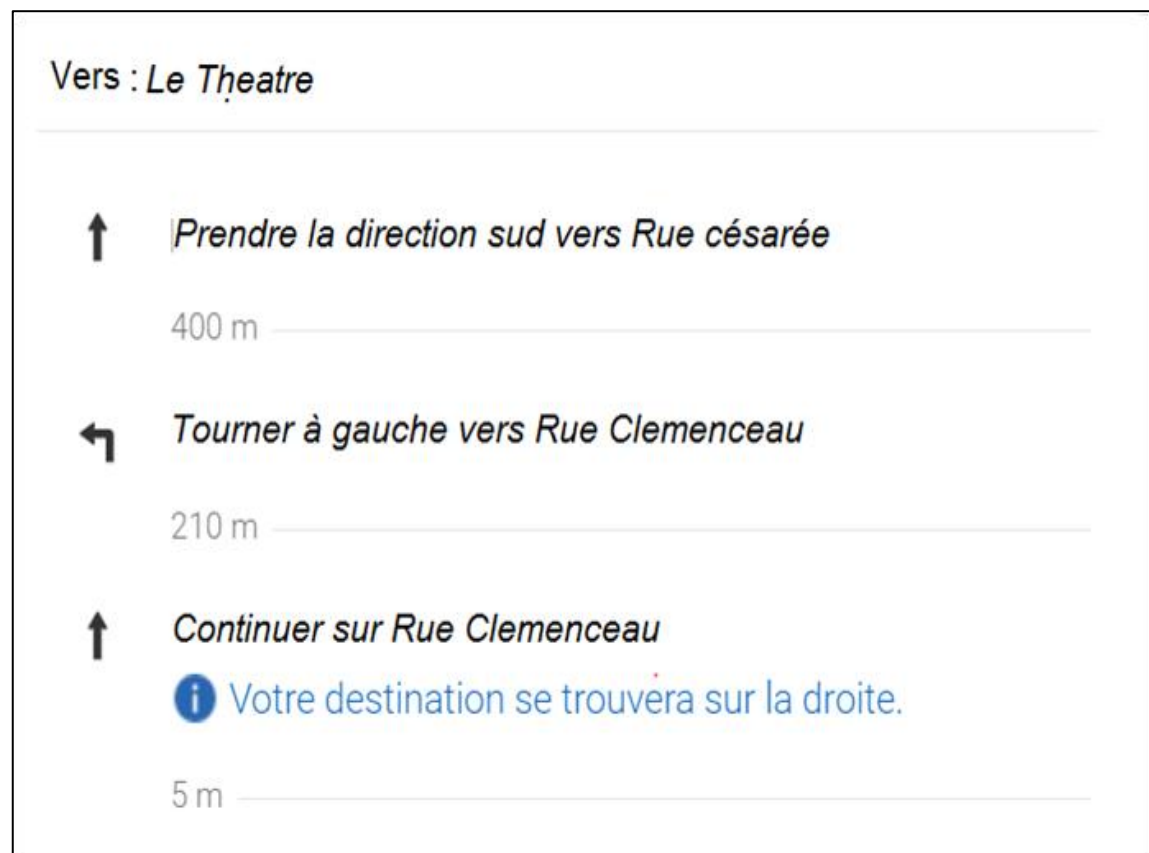 Vers : Le Theatre
Prendre la direction sud vers Rue césarée
400 m
Tourner à gauche vers Rue Clemenceau
210 m
Continuer sur Rue Clemenceau
Votre destination se trouvera sur la droite.
5 m